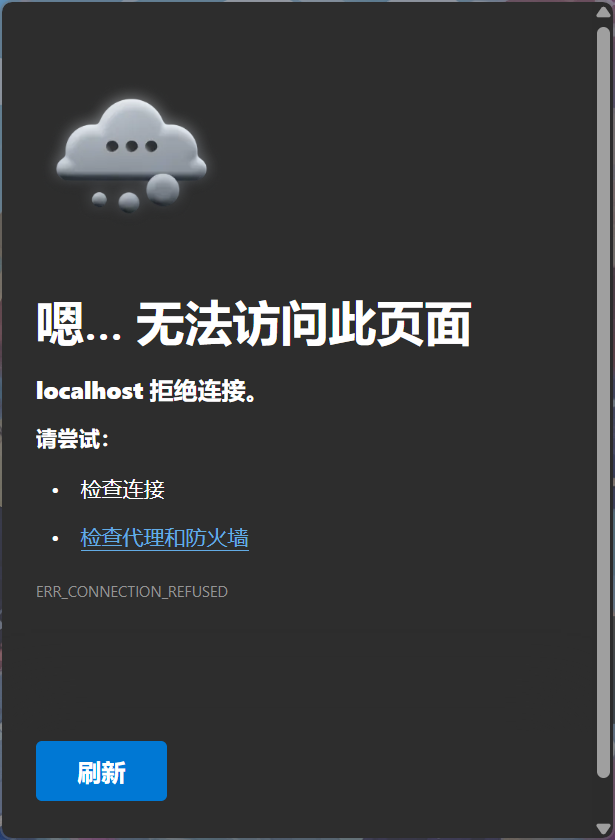 嗯… 无法访问此页面
localhost 拒绝连接。
请尝试：
• 检查连接
• 检查代理和防火墙
ERR_CONNECTION_REFUSED
刷新